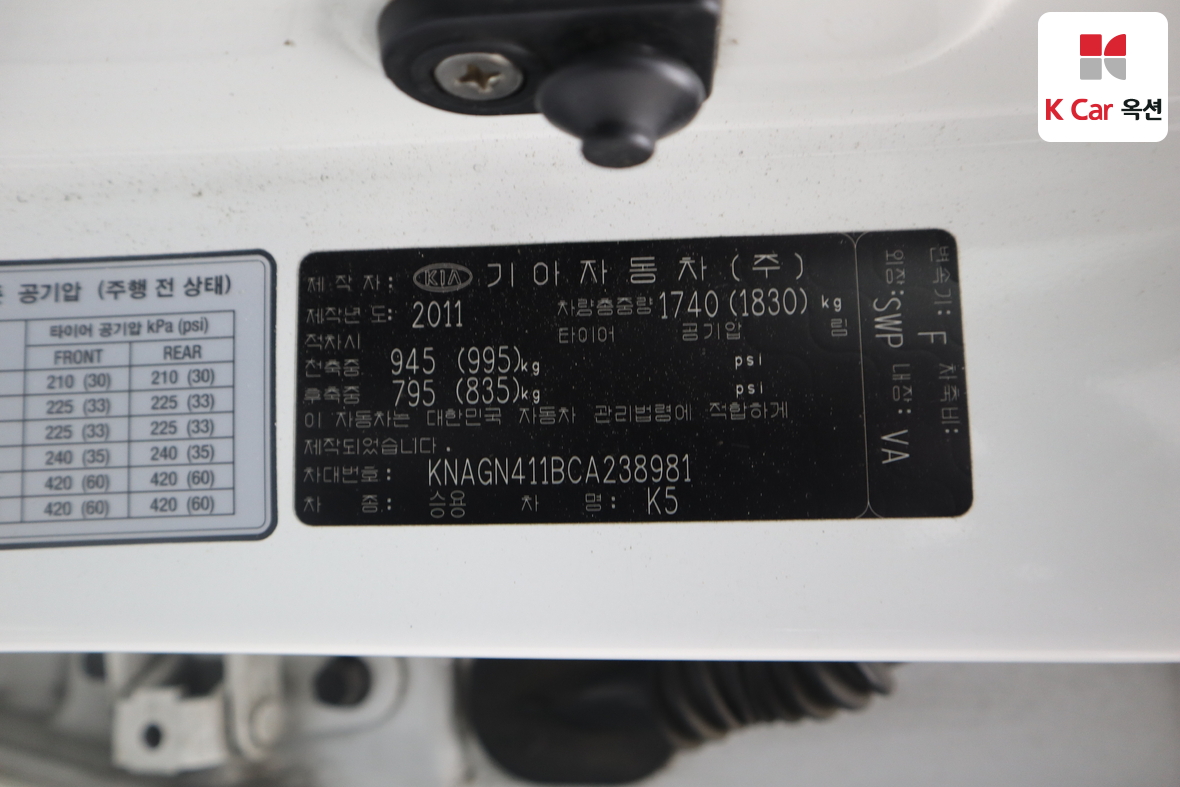 K Car 옥션
공기압 (주행 전 상태)
타이어 공기압 kPa (psi)
FRONT REAR
210 (30) 210 (30)
225 (33) 225 (33)
225 (33) 225 (33)
240 (35) 240 (35)
420 (60) 420 (60)
420 (60) 420 (60)
제 작 자: KIA 기아자동차(주)
제작년 도: 2011 차량총중량 1740 (1830) kg
적차시 타이어 공기압
전축중 945 (995)kg psi
후축중 795 (835)kg psi
이 자동차는 대한민국 자동차 관리법령에 적합하게
제작되었습니다.
차대번호: KNAGN411BCA238981
차 종: 승용 차 명: K5
변속기: F 차축비:
외장:SWP 내장: VA